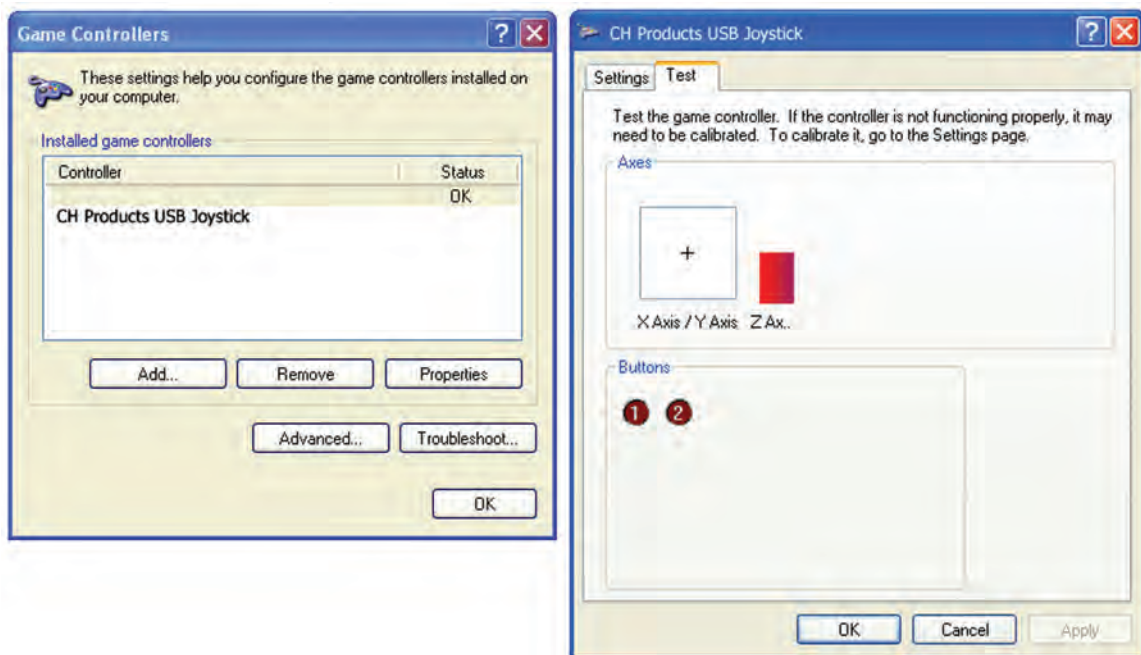 Game Controllers
These settings help you configure the game controllers installed on
your computer.
Installed game controllers
Controller Status
OK
CH Products USB Joystick
Add... Remove Properties
Advanced... Troubleshoot...
OK
CH Products USB Joystick
Settings Test
Test the game controller. If the controller is not functioning properly, it may
need to be calibrated. To calibrate it, go to the Settings page.
Axes
X Axis / Y Axis Z Ax..
Buttons
1 2
OK Cancel Apply